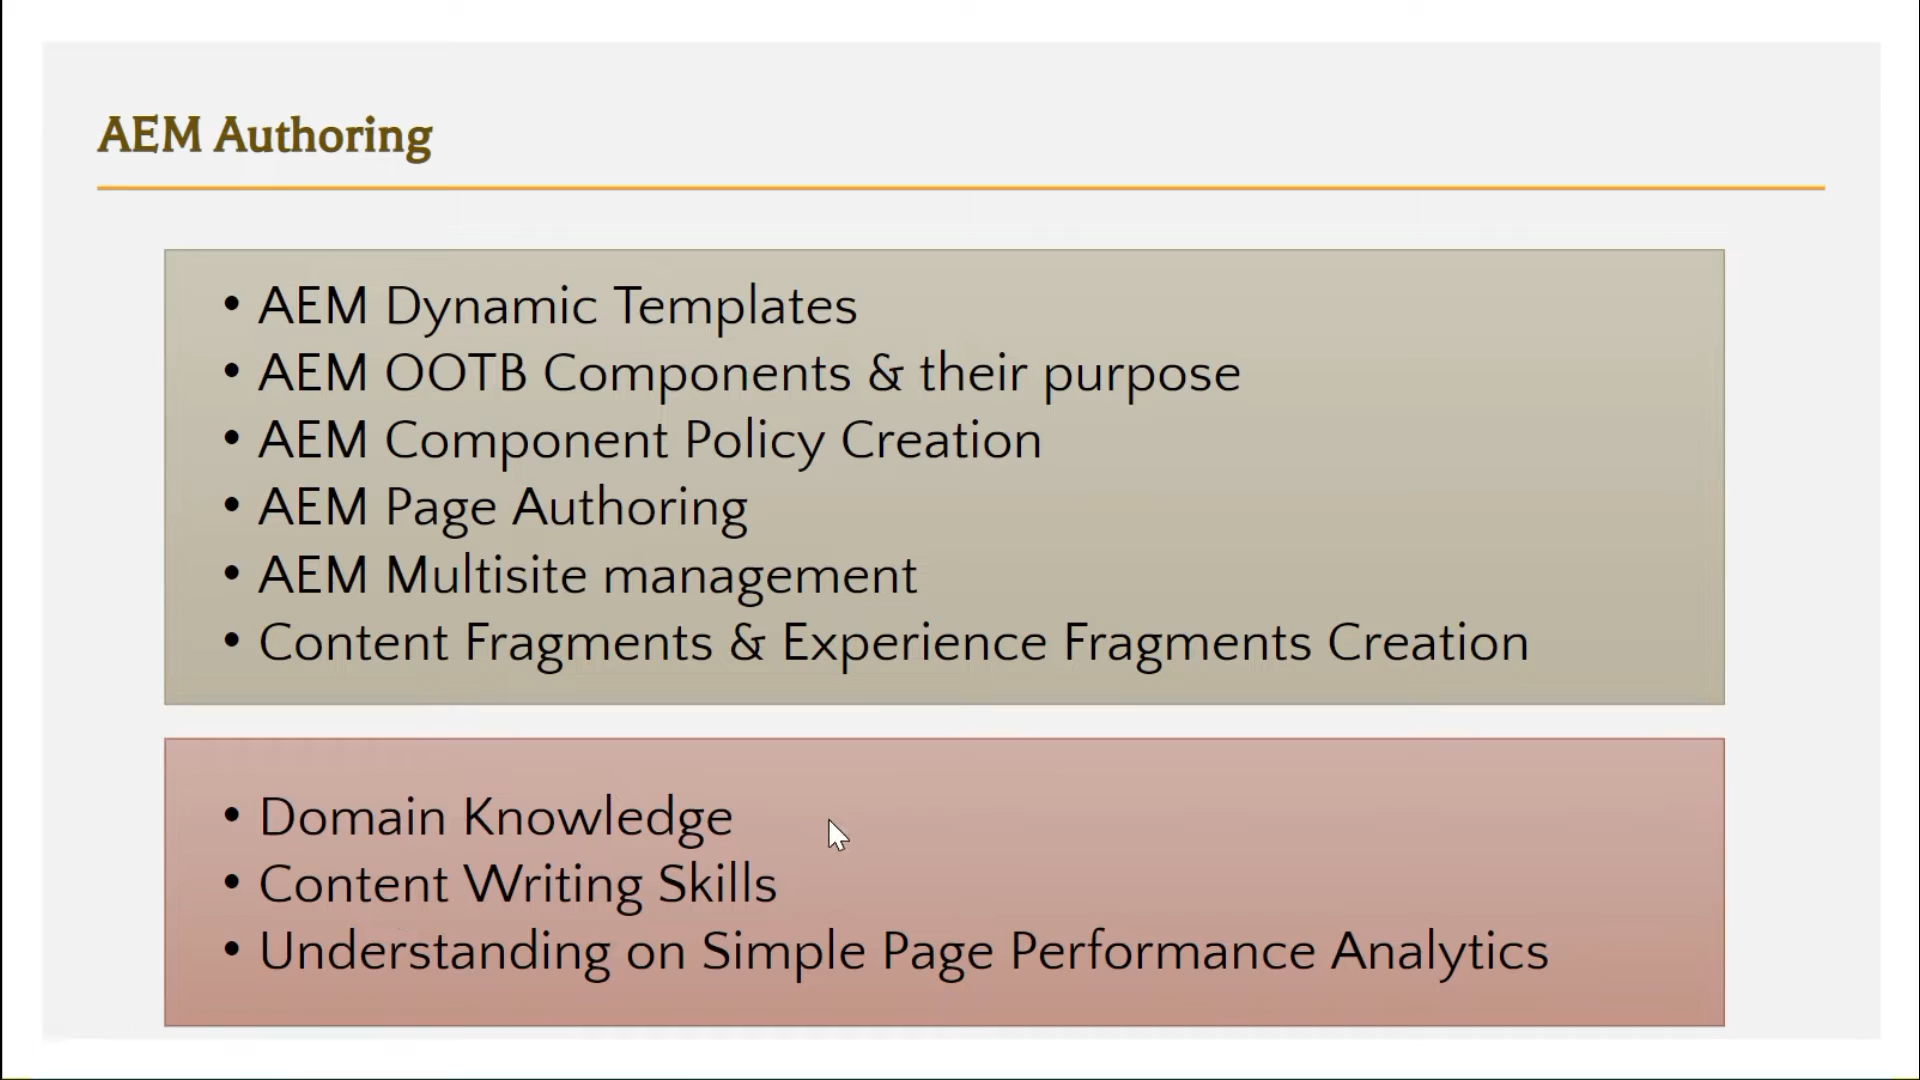 AEM Authoring
• AEM Dynamic Templates
• AEM OOTB Components & their purpose
• AEM Component Policy Creation
• AEM Page Authoring
• AEM Multisite management
• Content Fragments & Experience Fragments Creation
• Domain Knowledge
• Content Writing Skills
• Understanding on Simple Page Performance Analytics